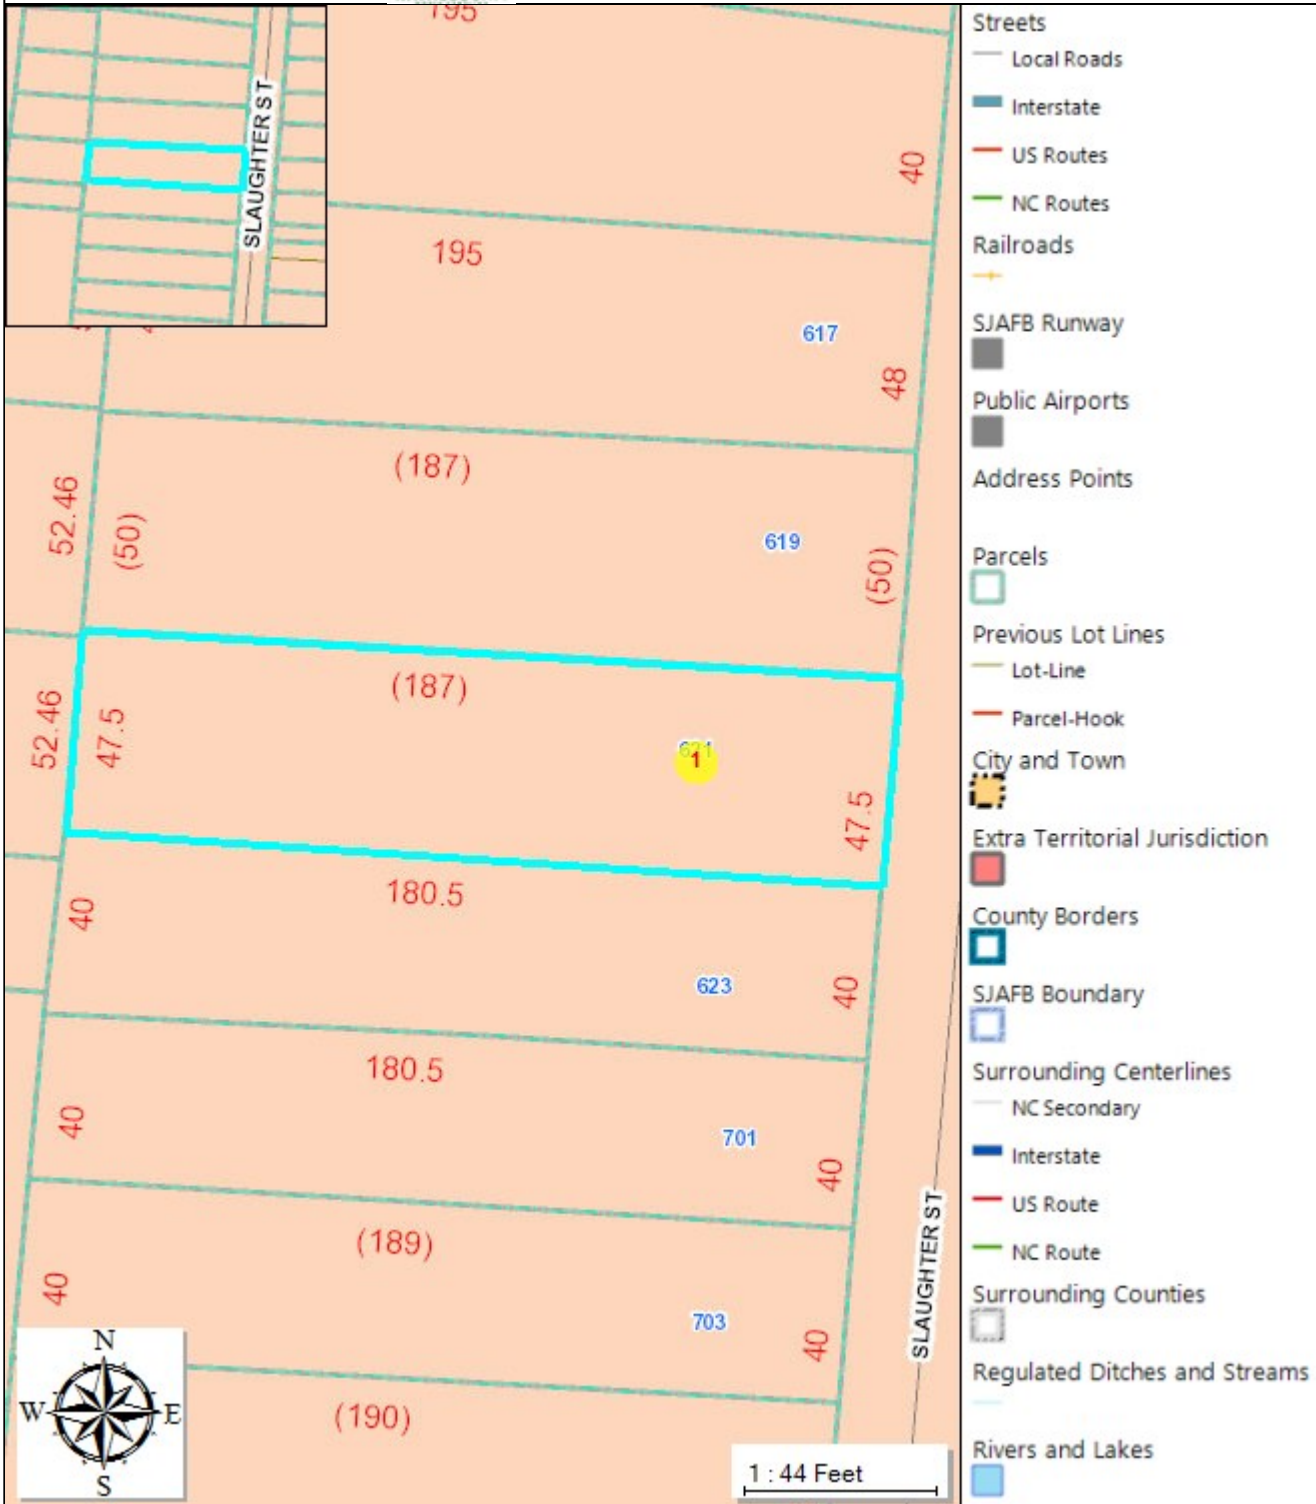 195
40
SLAUGHTER ST
195
617
48
(187)
52.46
(50)
619
(50)
(187)
52.46
47.5
1
47.5
180.5
40
623
40
180.5
40
701
40
(189)
40
703
40
SLAUGHTER ST
(190)
N
W
E
S
1 : 44 Feet
Streets
Local Roads
Interstate
US Routes
NC Routes
Railroads
SJAFB Runway
Public Airports
Address Points
Parcels
Previous Lot Lines
Lot-Line
Parcel-Hook
City and Town
Extra Territorial Jurisdiction
County Borders
SJAFB Boundary
Surrounding Centerlines
NC Secondary
Interstate
US Route
NC Route
Surrounding Counties
Regulated Ditches and Streams
Rivers and Lakes